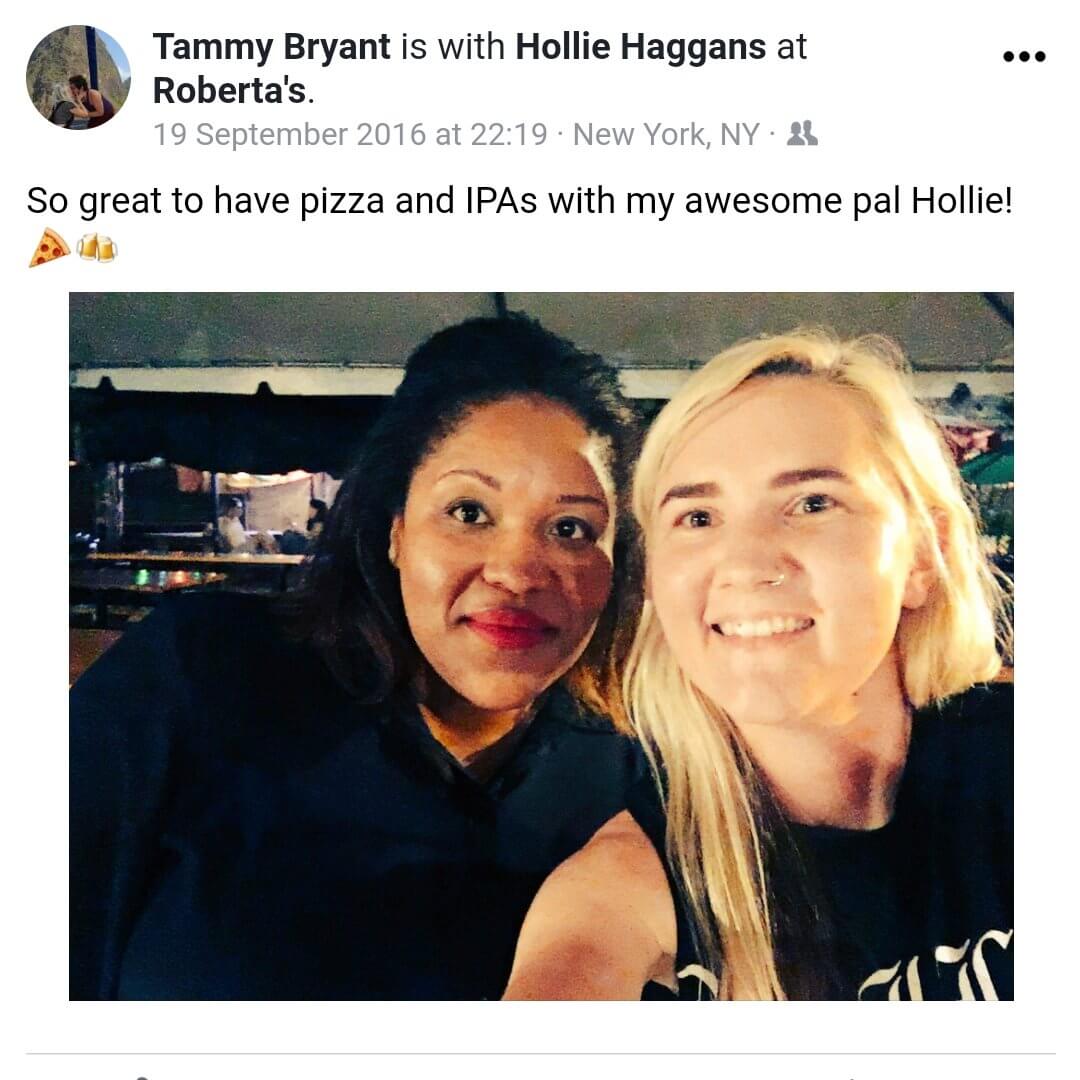 Tammy Bryant is with Hollie Haggans at
Roberta's.
19 September 2016 at 22:19 · New York, NY ·
So great to have pizza and IPAs with my awesome pal Hollie!
🍕🍻